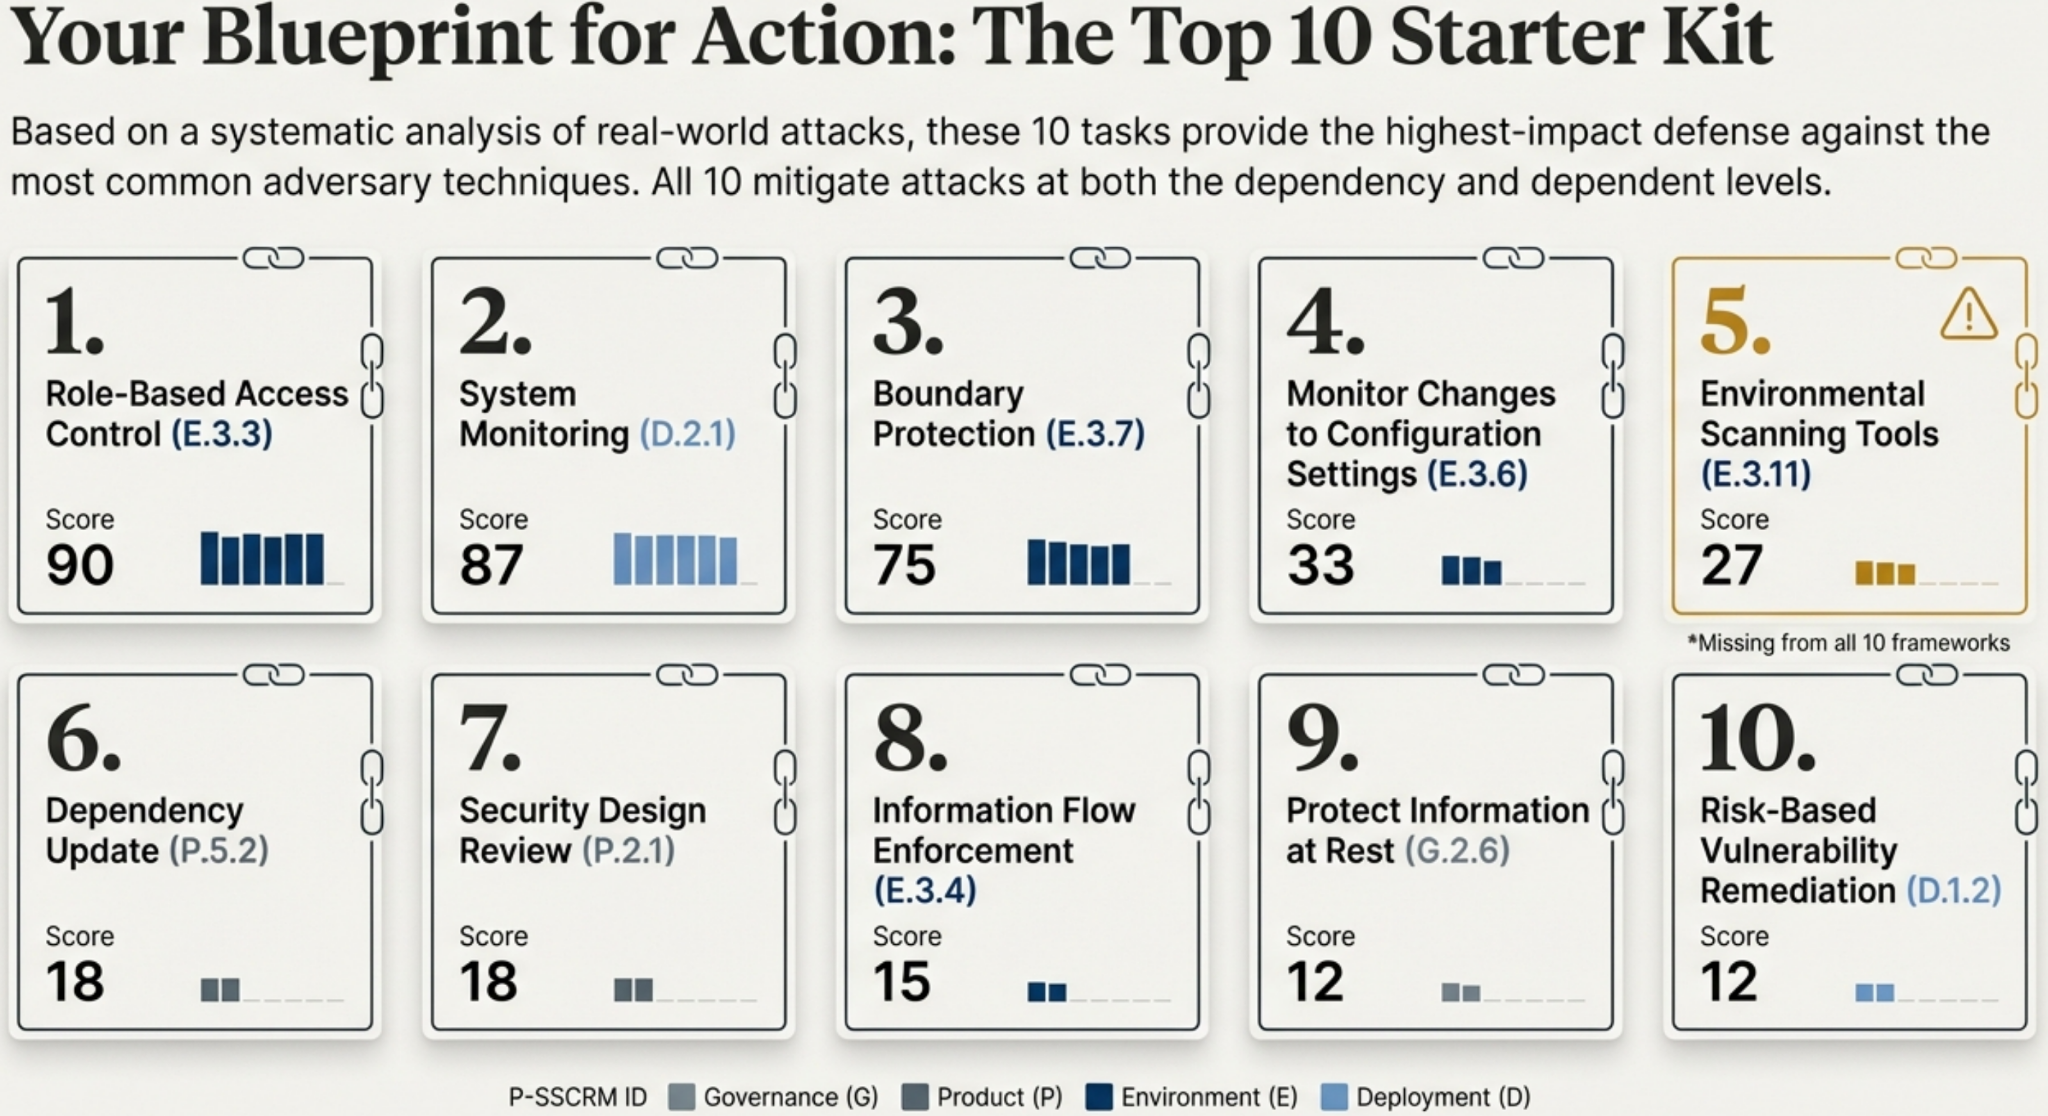 Your Blueprint for Action: The Top 10 Starter Kit
Based on a systematic analysis of real-world attacks, these 10 tasks provide the highest-impact defense against the
most common adversary techniques. All 10 mitigate attacks at both the dependency and dependent levels.
1.
Role-Based Access
Control (E.3.3)
Score
90
2.
System
Monitoring (D.2.1)
Score
87
3.
Boundary
Protection (E.3.7)
Score
75
4.
Monitor Changes
to Configuration
Settings (E.3.6)
Score
33
5.
Environmental
Scanning Tools
(E.3.11)
Score
27
*Missing from all 10 frameworks
6.
Dependency
Update (P.5.2)
Score
18
7.
Security Design
Review (P.2.1)
Score
18
8.
Information Flow
Enforcement
(E.3.4)
Score
15
9.
Protect Information
at Rest (G.2.6)
Score
12
10.
Risk-Based
Vulnerability
Remediation (D.1.2)
Score
12
P-SSCRM ID Governance (G) Product (P) Environment (E) Deployment (D)